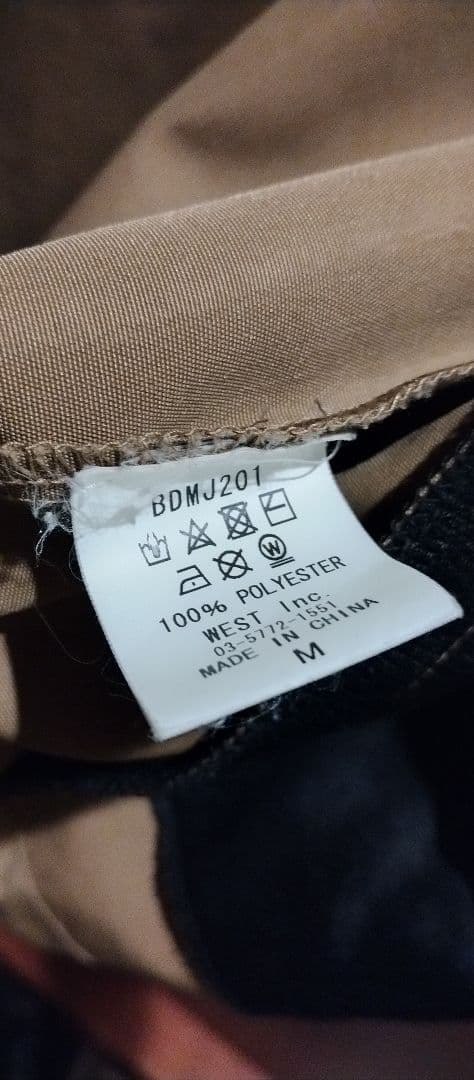 BDMJ201
W
100% POLYESTER
WEST Inc.
03-5772-1551
MADE IN CHINA
M